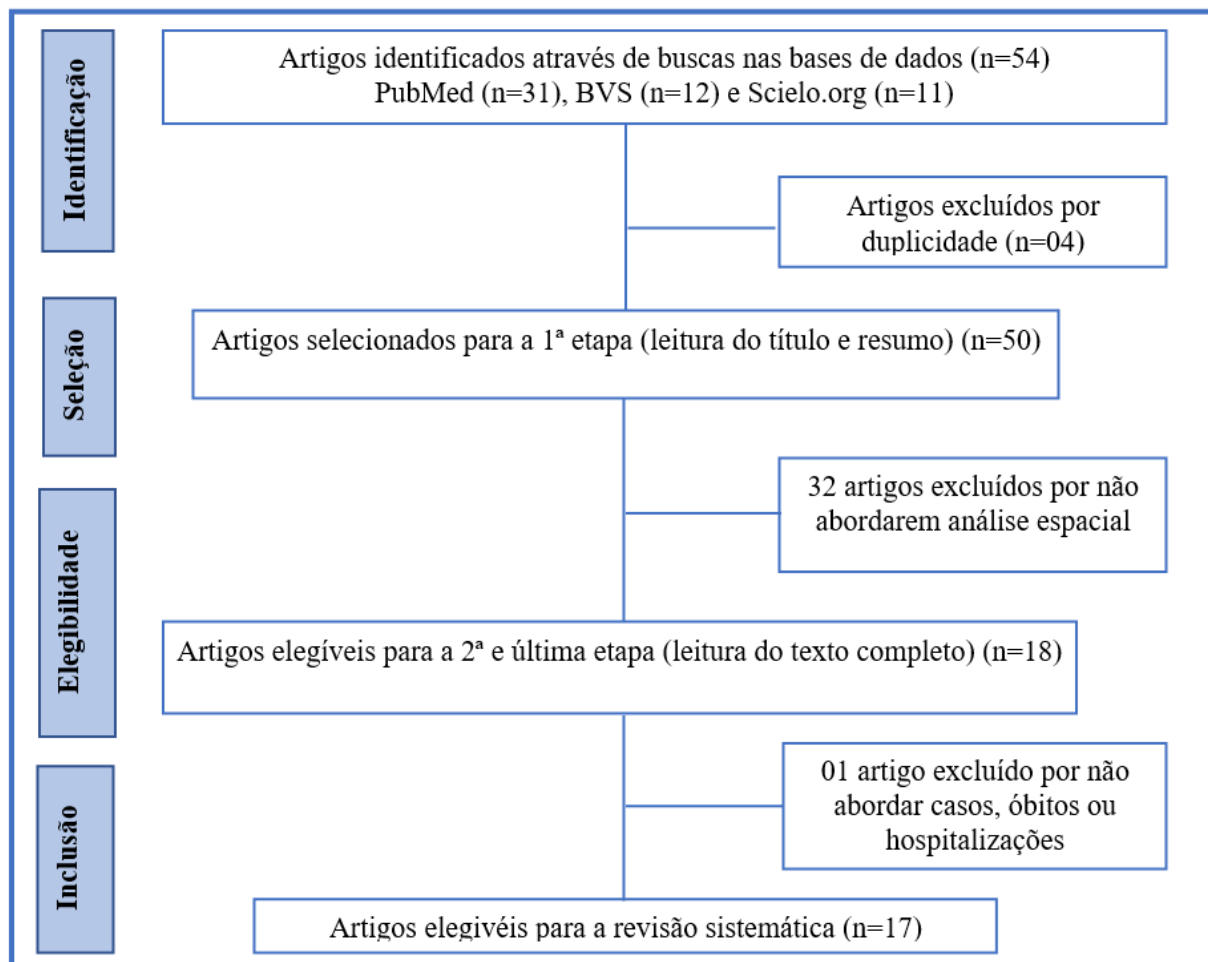 Identificação
Artigos identificados através de buscas nas bases de dados (n=54)
PubMed (n=31), BVS (n=12) e Scielo.org (n=11)
Artigos excluídos por
duplicidade (n=04)
Seleção
Artigos selecionados para a 1ª etapa (leitura do título e resumo) (n=50)
32 artigos excluídos por não
abordarem análise espacial
Elegibilidade
Artigos elegíveis para a 2ª e última etapa (leitura do texto completo) (n=18)
01 artigo excluído por não
abordar casos, óbitos ou
hospitalizações
Inclusão
Artigos elegivéis para a revisão sistemática (n=17)